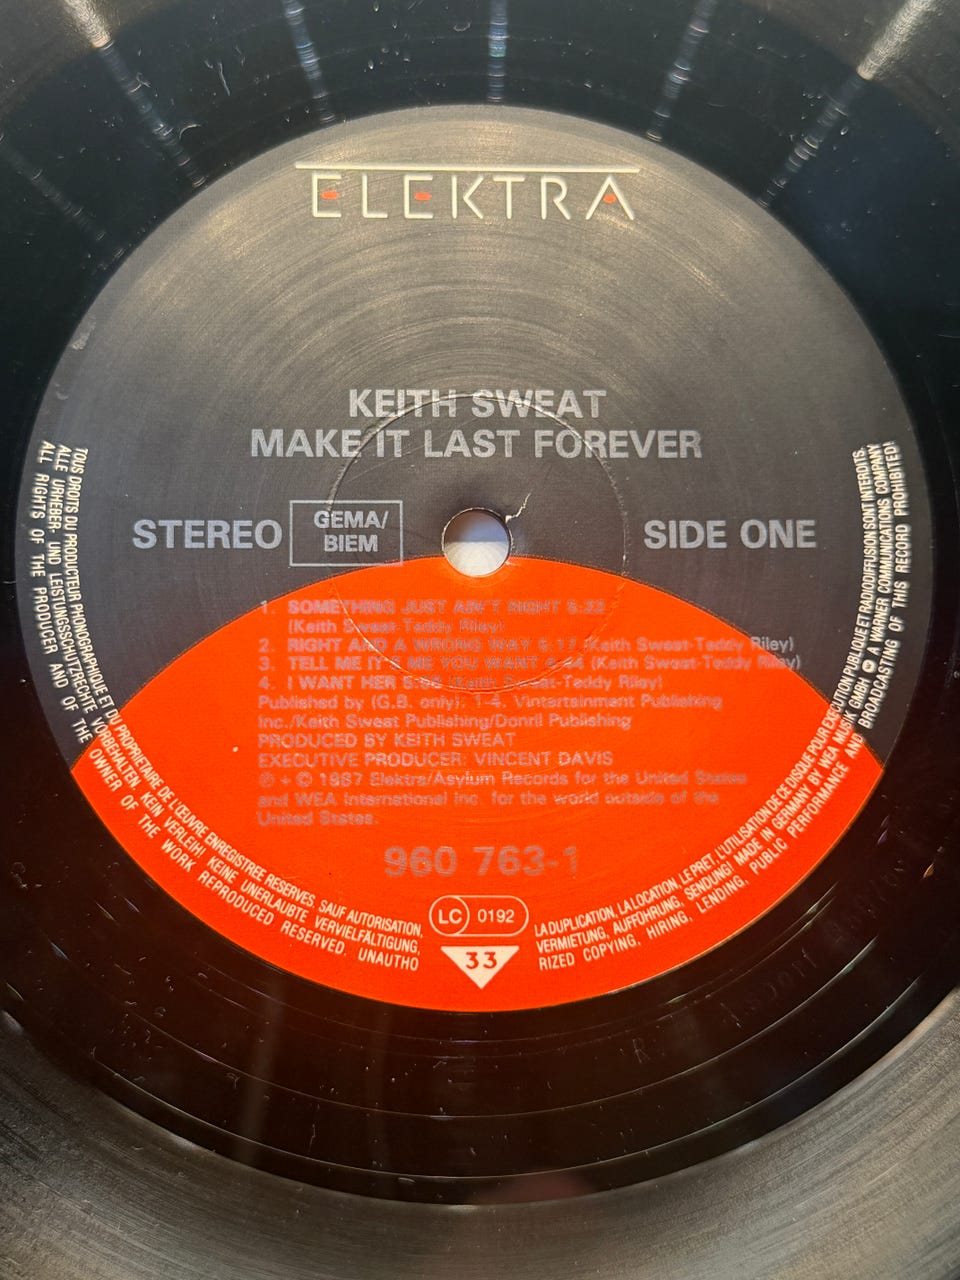 ELEKTRA
KEITH SWEAT
MAKE IT LAST FOREVER
STEREO
GEMA/
BIEM
SIDE ONE
1. SOMETHING JUST AIN'T RIGHT 5:22
(Keith Sweat-Teddy Riley)
2. RIGHT AND A WRONG WAY 5:17 (Keith Sweat-Teddy Riley)
3. TELL ME IT'S ME YOU WANT (Keith Sweat-Teddy Riley)
4. I WANT HER (Keith Sweat-Teddy Riley)
Published by (G.B. only): 1-4. Vintertainment Publishing
Inc./Keith Sweat Publishing/Donril Publishing
PRODUCED BY KEITH SWEAT
EXECUTIVE PRODUCER: VINCENT DAVIS
℗ + © 1987 Elektra/Asylum Records for the United States
and WEA International Inc. for the world outside of the
United States.
960 763-1
LC 0192
33
TOUS DROITS DU PRODUCTEUR PHONOGRAPHIQUE ET DU PROPRIETAIRE DE L'ŒUVRE ENREGISTREE RESERVES. SAUF AUTORISATION,
LA DUPLICATION, LA LOCATION, LE PRET, L'UTILISATION DE CE DISQUE POUR EXECUTION PUBLIQUE ET RADIODIFFUSION SONT INTERDITS.
ALLE URHEBER- UND LEISTUNGSSCHUTZRECHTE VORBEHALTEN. KEIN VERLEIH! KEINE UNERLAUBTE VERVIELFÄLTIGUNG,
VERMIETUNG, AUFFÜHRUNG, SENDUNG! MADE IN GERMANY BY WEA MUSIK GMBH A WARNER COMMUNICATIONS COMPANY
ALL RIGHTS OF THE PRODUCER AND OF THE OWNER OF THE WORK REPRODUCED RESERVED. UNAUTHO
RIZED COPYING, HIRING, LENDING, PUBLIC PERFORMANCE AND BROADCASTING OF THIS RECORD PROHIBITED!